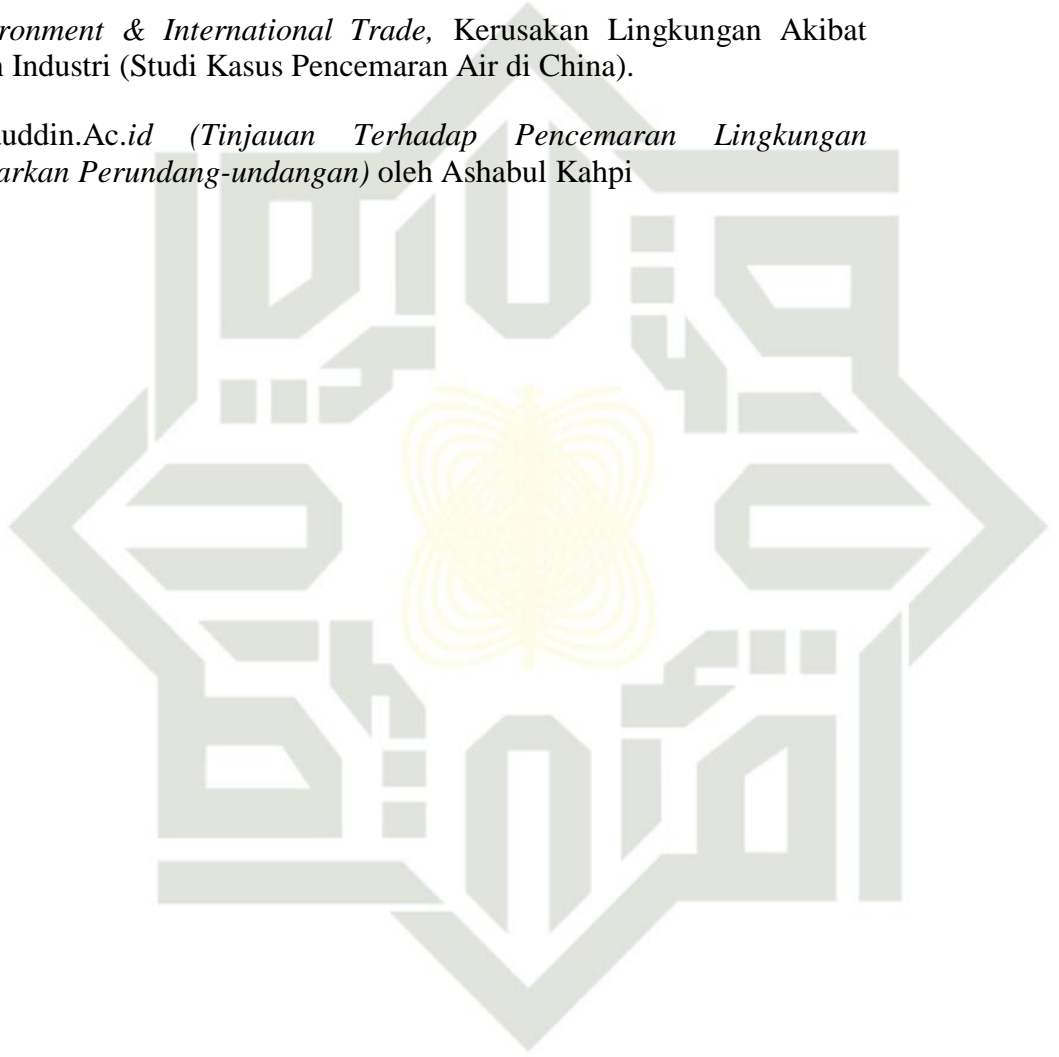 ronment & International Trade, Kerusakan Lingkungan Akibat
n Industri (Studi Kasus Pencemaran Air di China).
uddin.Ac.id (Tinjauan Terhadap Pencemaran Lingkungan
arkan Perundang-undangan) oleh Ashabul Kahpi